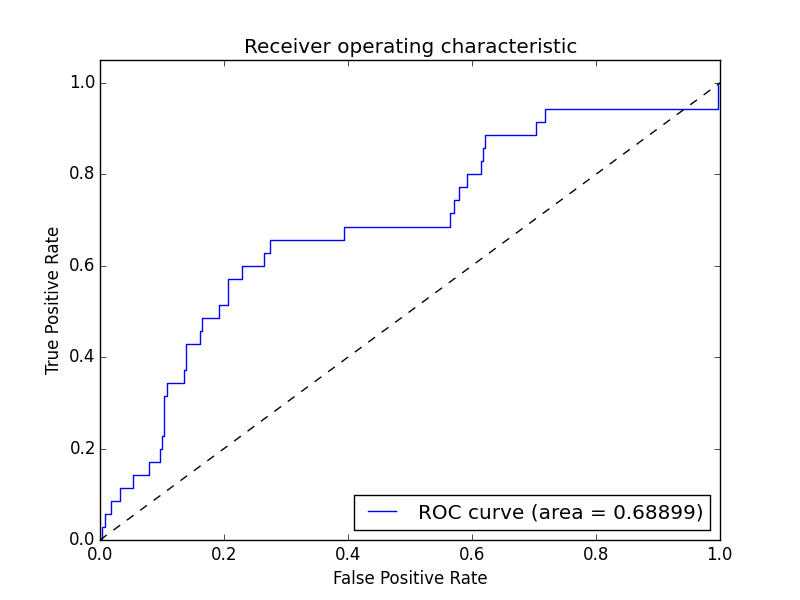 Receiver operating characteristic
1.0
0.8
0.6
0.4
0.2
0.0
True Positive Rate
ROC curve (area = 0.68899)
0.0 0.2 0.4 0.6 0.8 1.0
False Positive Rate